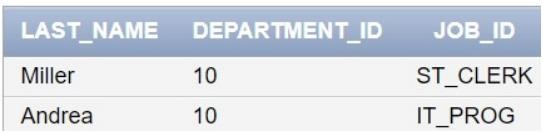 LAST_NAME DEPARTMENT_ID JOB_ID
Miller 10 ST_CLERK
Andrea 10 IT_PROG